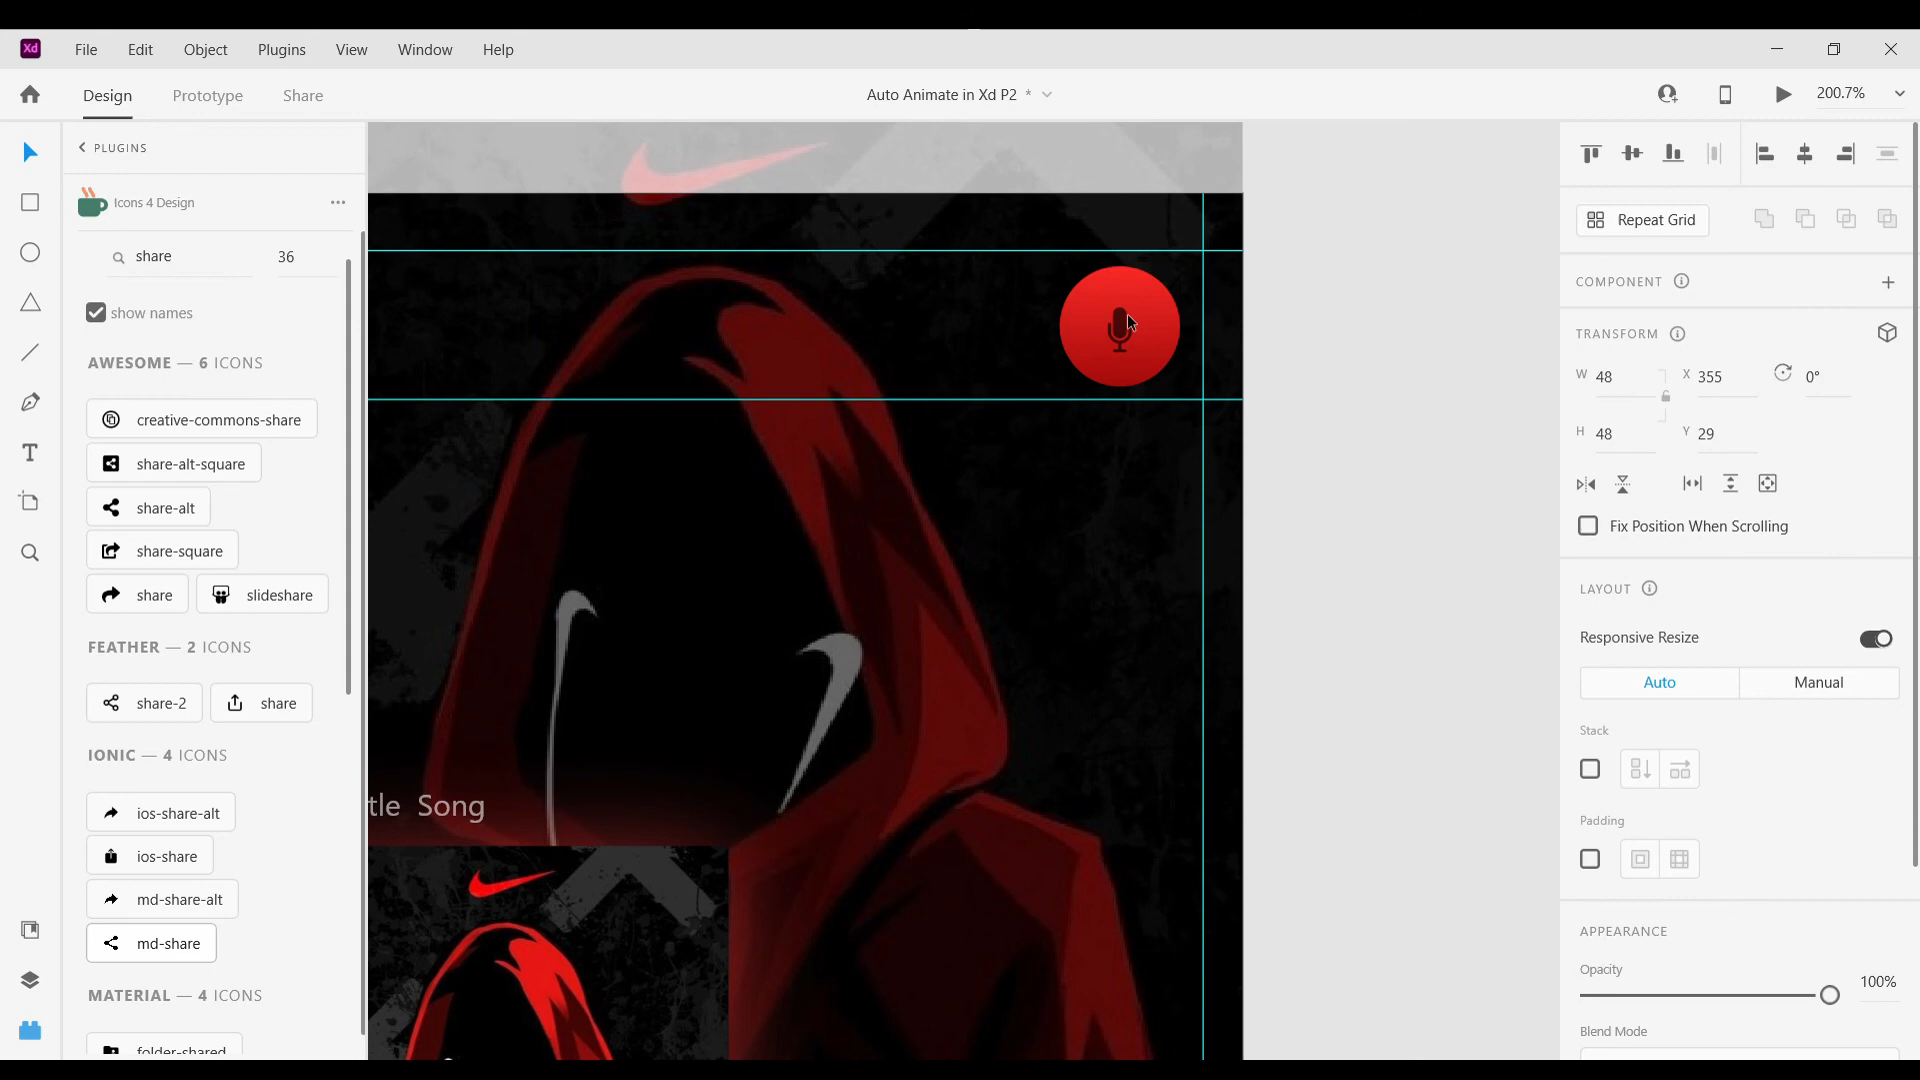 Xd File Edit Object Plugins View Window Help
Design Prototype Share
Auto Animate in Xd P2 *
200.7%
PLUGINS
Icons 4 Design
share 36
show names
AWESOME — 6 ICONS
creative-commons-share
share-alt-square
share-alt
share-square
share slideshare
FEATHER — 2 ICONS
share-2 share
IONIC — 4 ICONS
ios-share-alt
ios-share
md-share-alt
md-share
MATERIAL — 4 ICONS
folder-shared
tle Song
Repeat Grid
COMPONENT
TRANSFORM
W 48 X 355 0°
H 48 Y 29
Fix Position When Scrolling
LAYOUT
Responsive Resize
Auto Manual
Stack
Padding
APPEARANCE
Opacity
100%
Blend Mode